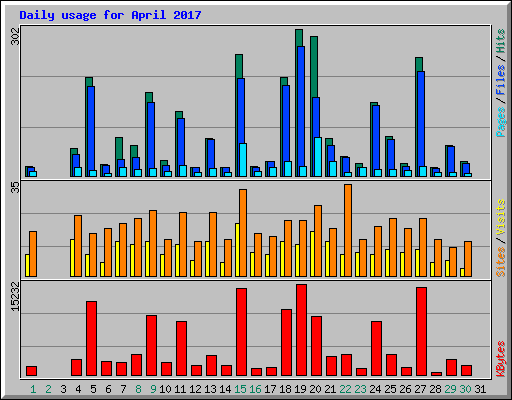 Daily usage for April 2017
302
Pages / Files / Hits
35
Sites / Visits
15232
KBytes
1 2 3 4 5 6 7 8 9 10 11 12 13 14 15 16 17 18 19 20 21 22 23 24 25 26 27 28 29 30 31